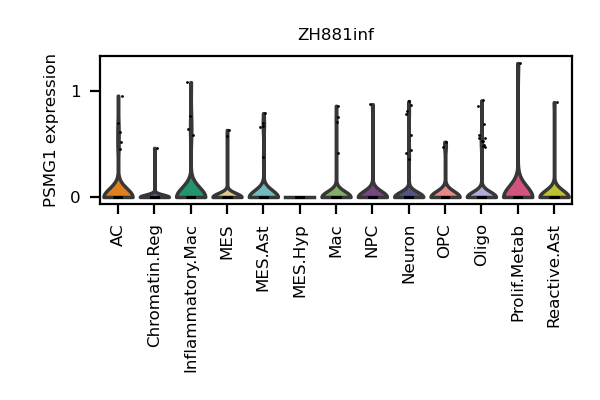 ZH881inf
PSMG1 expression
1
0
AC
Chromatin.Reg
Inflammatory.Mac
MES
MES.Ast
MES.Hyp
Mac
NPC
Neuron
OPC
Oligo
Prolif.Metab
Reactive.Ast